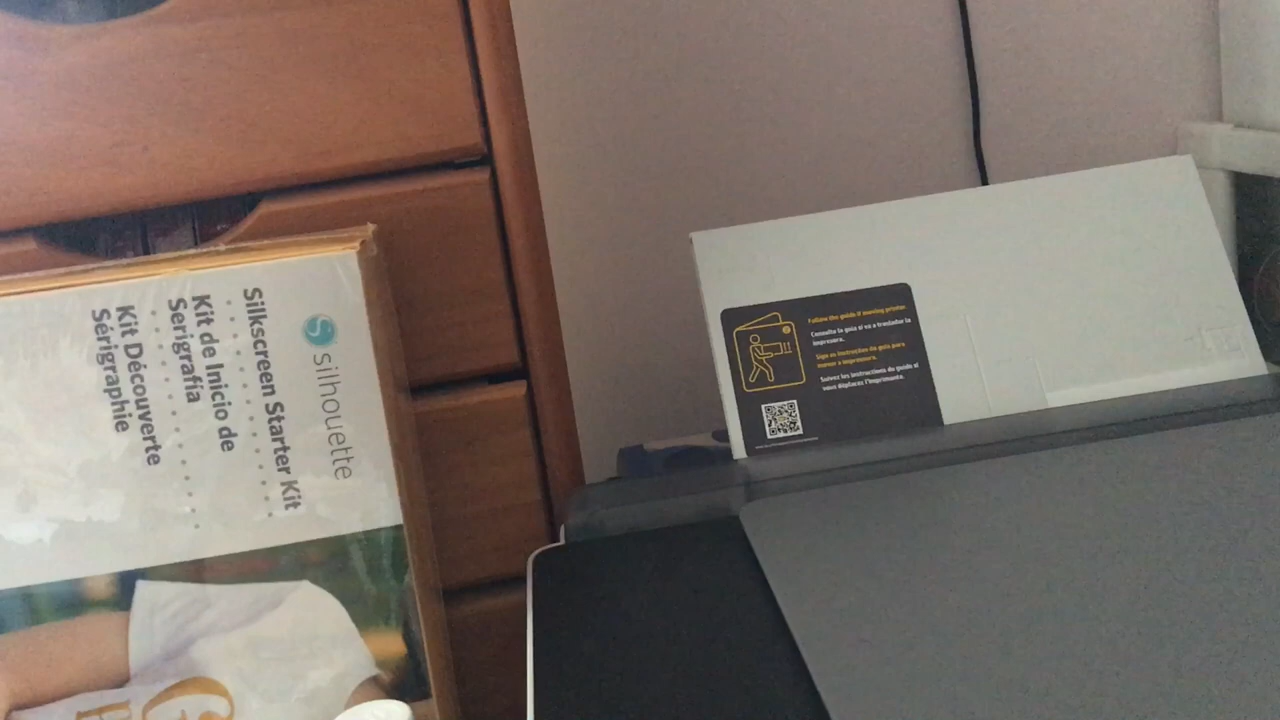 Silhouette
Silkscreen Starter Kit
Kit de Inicio de
Serigrafía
Kit Découverte
Sérigraphie
Follow the guide if moving printer.
Consulte la guía si va a trasladar la
impresora.
Siga as instruções do guia para
mover a impressora.
Suivez les instructions du guide si
vous déplacez l'imprimante.